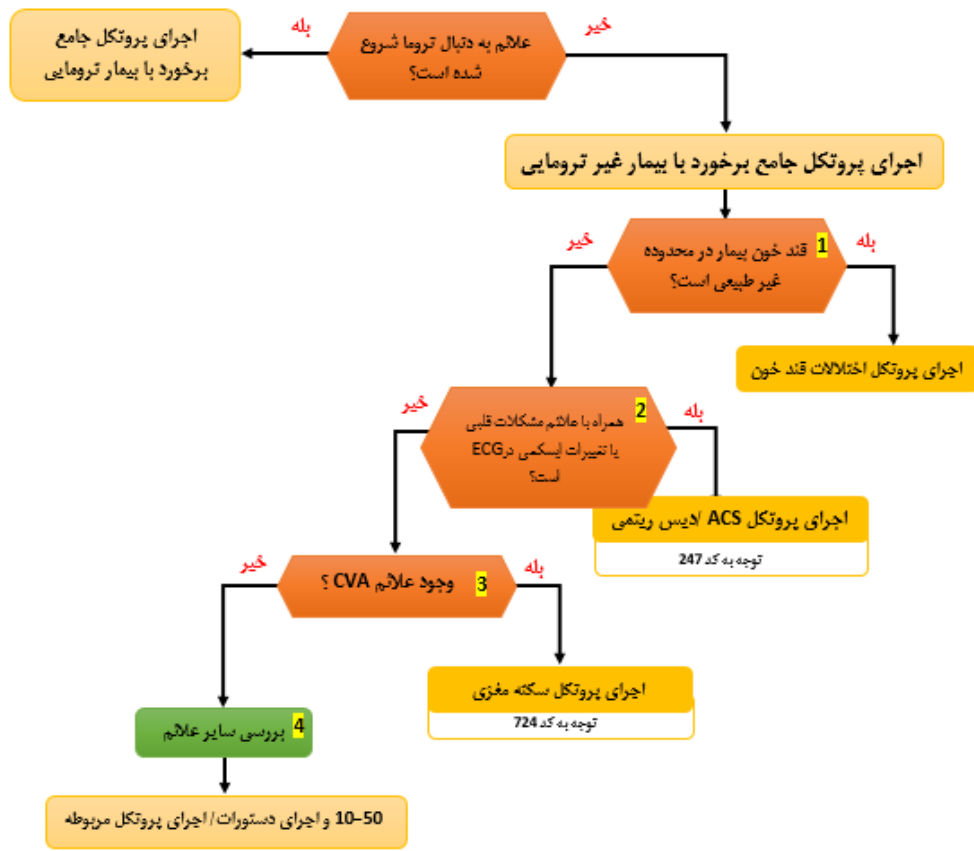 علائم به دنبال تروما شروع
شده است؟
بله
خیر
اجرای پروتکل جامع
برخورد با بیمار ترومایی
اجرای پروتکل جامع برخورد با بیمار غیر ترومایی
1 قند خون بیمار در محدوده
غیر طبیعی است؟
بله
خیر
اجرای پروتکل اختلالات قند خون
2
همراه با علائم مشکلات قلبی
یا تغییرات ایسکمی در ECG
است؟
بله
خیر
اجرای پروتکل ACS /دیس ریتمی
توجه به کد 247
3 وجود علائم CVA ؟
بله
خیر
اجرای پروتکل سکته مغزی
توجه به کد 724
4 بررسی سایر علائم
10-50 و اجرای دستورات/ اجرای پروتکل مربوطه